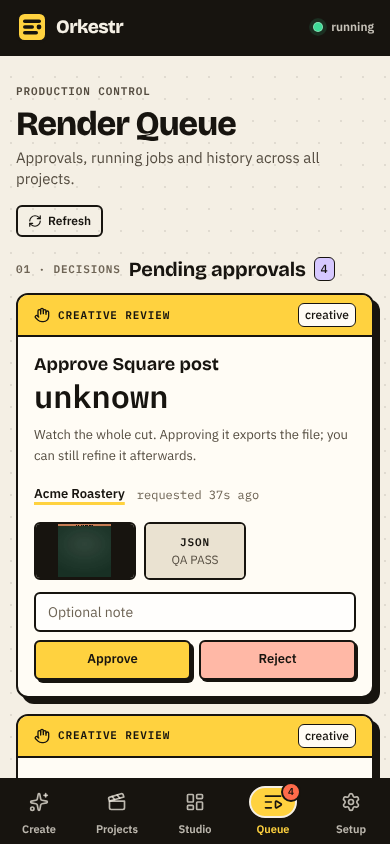 Orkestr
running
PRODUCTION CONTROL
Render Queue
Approvals, running jobs and history across all
projects.
Refresh
01 · DECISIONS Pending approvals 4
CREATIVE REVIEW creative
Approve Square post
unknown
Watch the whole cut. Approving it exports the file; you
can still refine it afterwards.
Acme Roastery requested 37s ago
JSON
QA PASS
Optional note
Approve Reject
CREATIVE REVIEW creative
4
Create Projects Studio Queue Setup